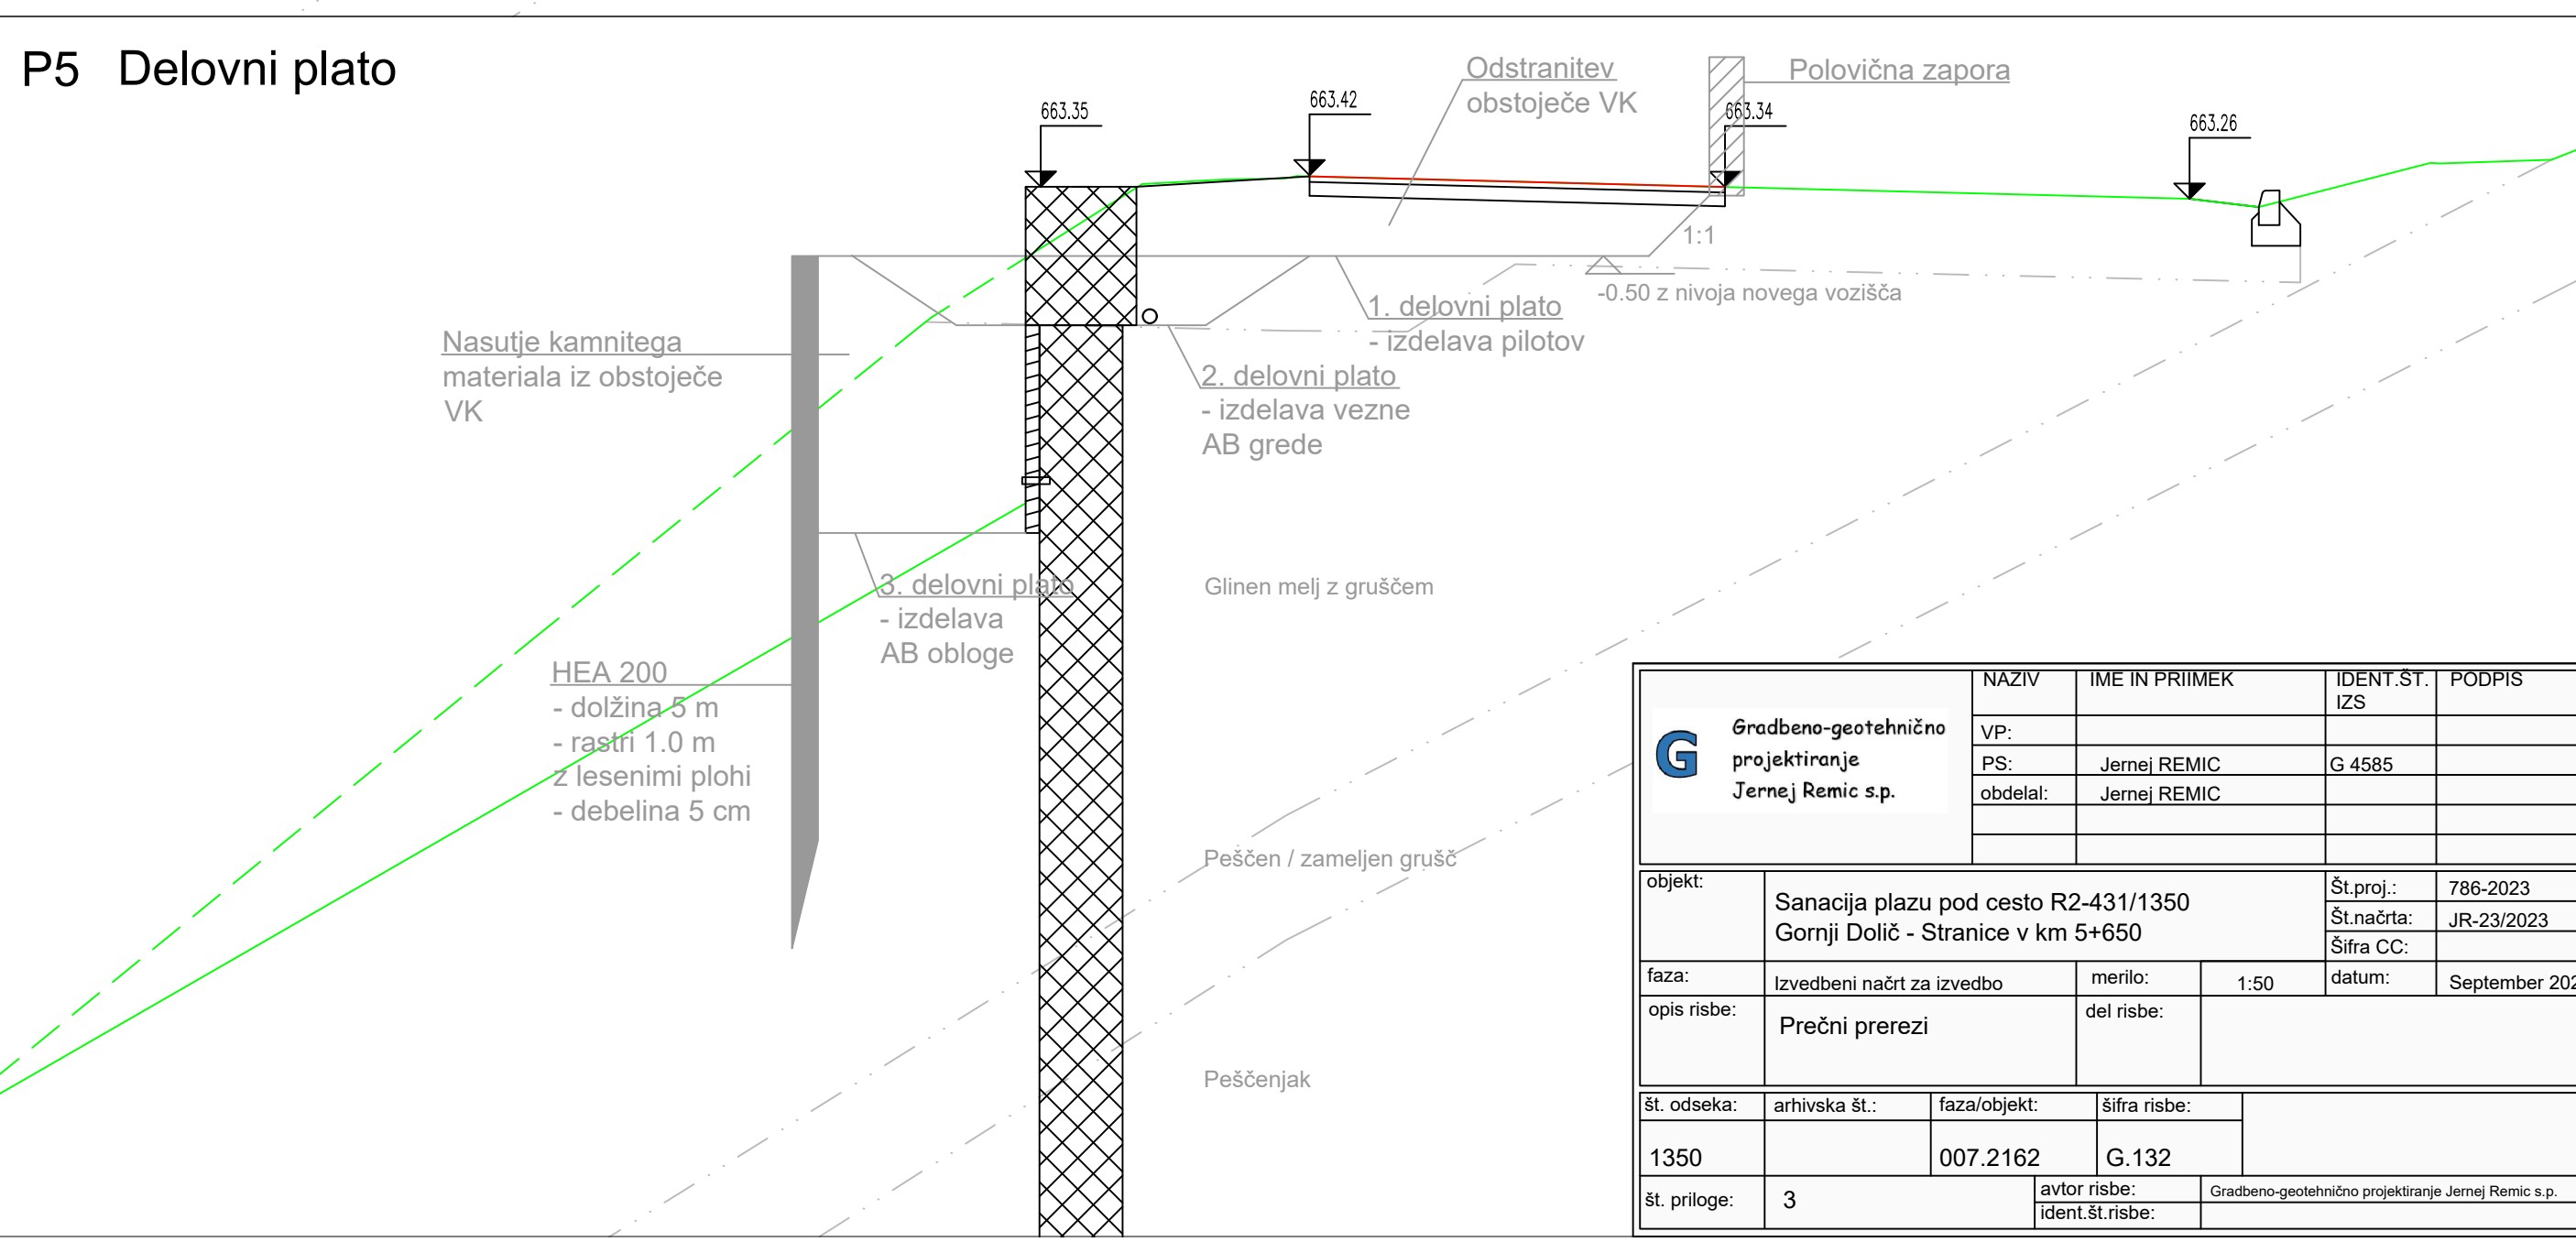 P5 Delovni plato
663.35
663.42
Odstranitev
obstoječe VK
Polovična zapora
663.34
663.26
1:1
-0.50 z nivoja novega vozišča
1. delovni plato
- izdelava pilotov
2. delovni plato
- izdelava vezne
AB grede
Nasutje kamnitega
materiala iz obstoječe
VK
3. delovni plato
- izdelava
AB obloge
HEA 200
- dolžina 5 m
- rastri 1.0 m
z lesenimi plohi
- debelina 5 cm
Glinen melj z gruščem
Peščen / zameljen grušč
Peščenjak
G
Gradbeno-geotehnično
projektiranje
Jernej Remic s.p.
NAZIV IME IN PRIIMEK IDENT.ŠT. PODPIS
IZS
VP:
PS: Jernej REMIC G 4585
obdelal: Jernej REMIC
objekt:
Sanacija plazu pod cesto R2-431/1350
Gornji Dolič - Stranice v km 5+650
Št.proj.: 786-2023
Št.načrta: JR-23/2023
Šifra CC:
faza: Izvedbeni načrt za izvedbo merilo: 1:50 datum: September 202
opis risbe: Prečni prerezi del risbe:
št. odseka: arhivska št.: faza/objekt: šifra risbe:
1350 007.2162 G.132
št. priloge: 3
avtor risbe: Gradbeno-geotehnično projektiranje Jernej Remic s.p.
ident.št.risbe: